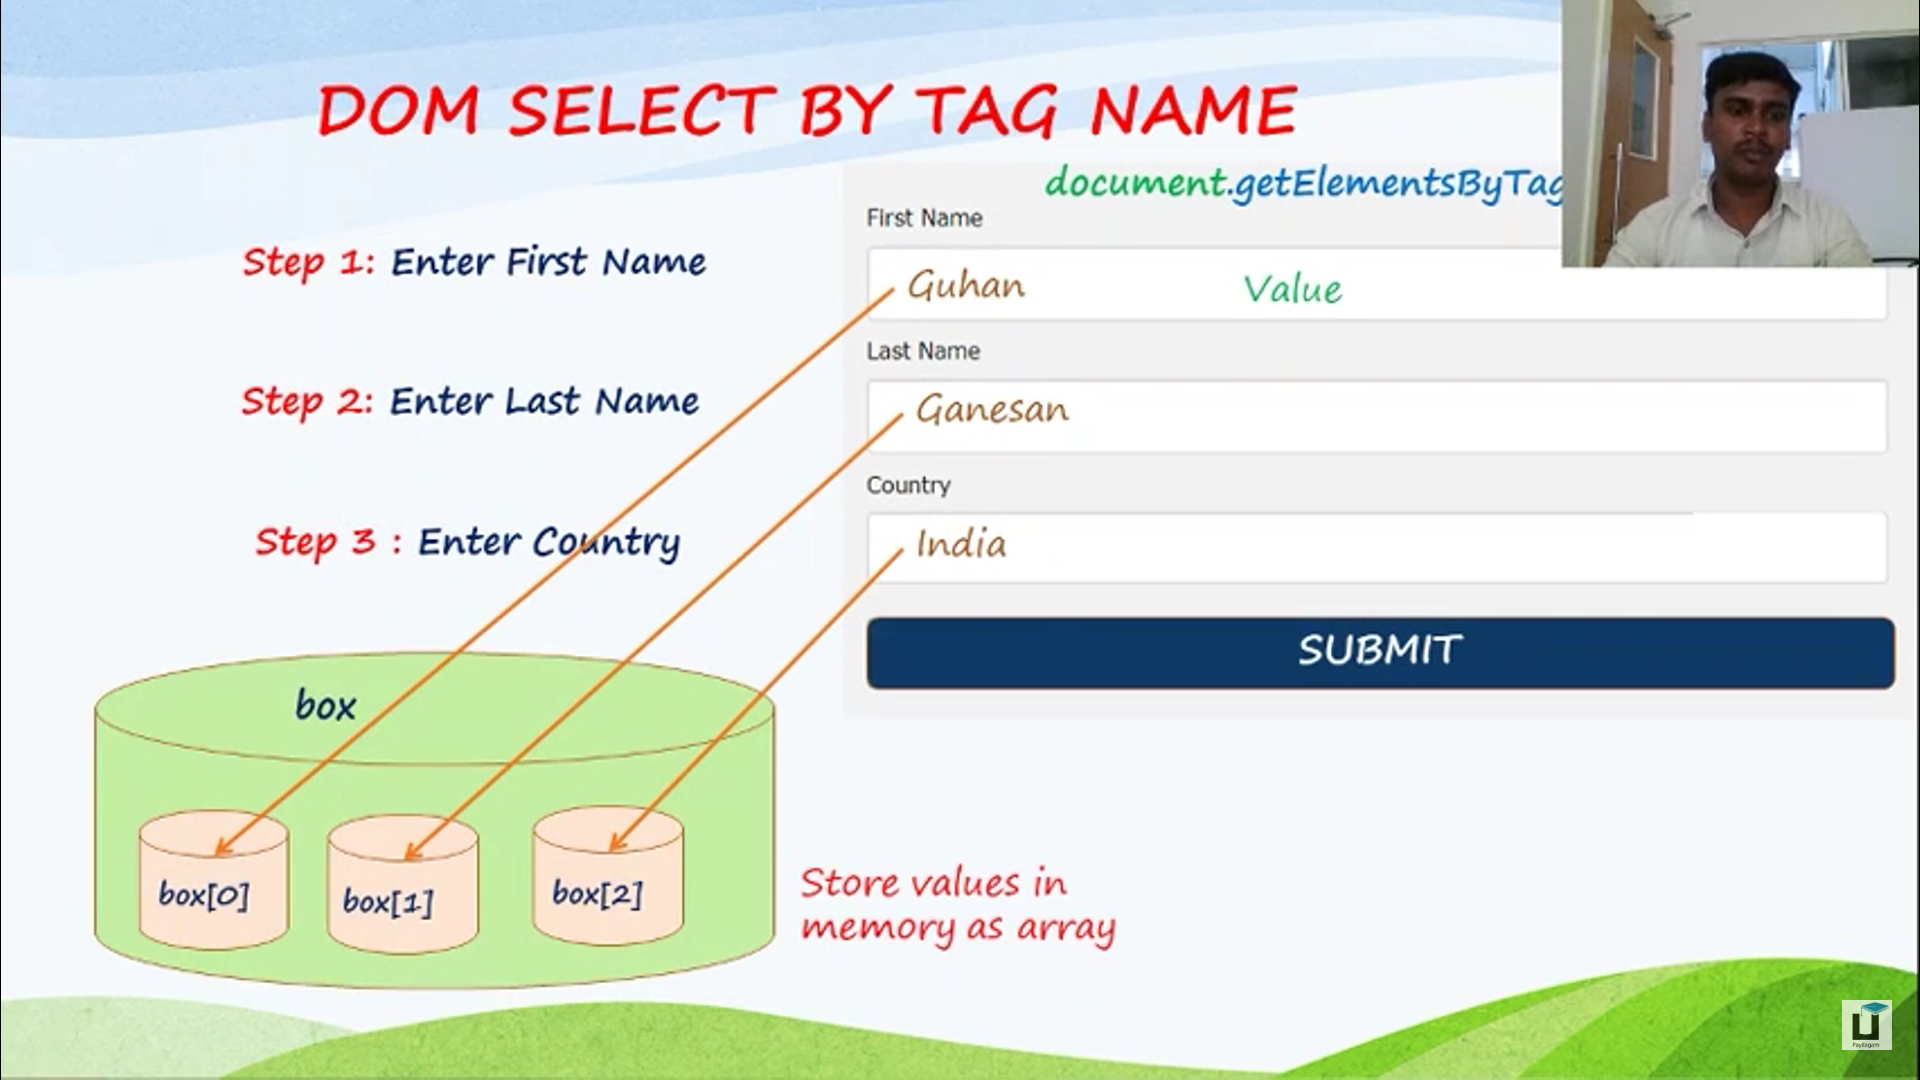 DOM SELECT BY TAG NAME
document.getElementsByTag
First Name
Step 1: Enter First Name
Guhan
Value
Last Name
Step 2: Enter Last Name
Ganesan
Country
Step 3 : Enter Country
India
SUBMIT
box
box[0]
box[1]
box[2]
Store values in
memory as array
Payilagam